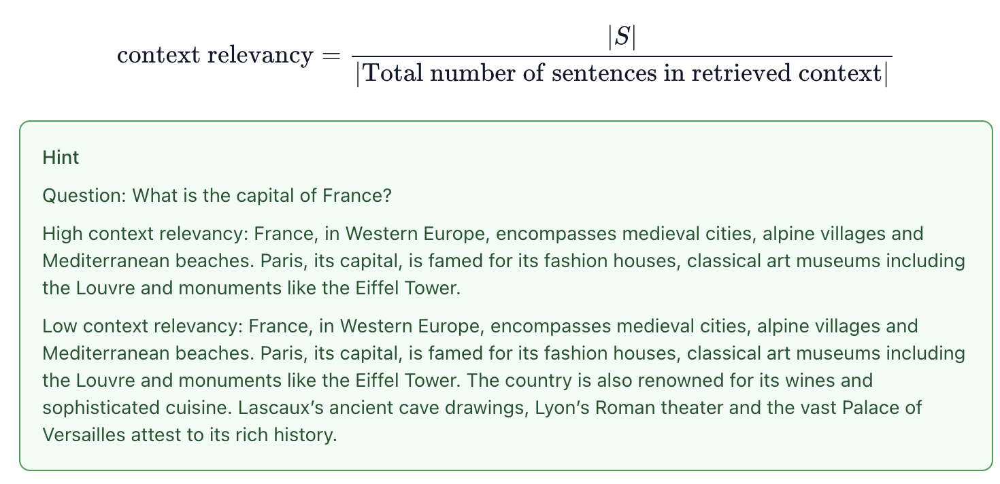 context relevancy = |S| / |Total number of sentences in retrieved context|
Hint
Question: What is the capital of France?
High context relevancy: France, in Western Europe, encompasses medieval cities, alpine villages and
Mediterranean beaches. Paris, its capital, is famed for its fashion houses, classical art museums including
the Louvre and monuments like the Eiffel Tower.
Low context relevancy: France, in Western Europe, encompasses medieval cities, alpine villages and
Mediterranean beaches. Paris, its capital, is famed for its fashion houses, classical art museums including
the Louvre and monuments like the Eiffel Tower. The country is also renowned for its wines and
sophisticated cuisine. Lascaux’s ancient cave drawings, Lyon’s Roman theater and the vast Palace of
Versailles attest to its rich history.